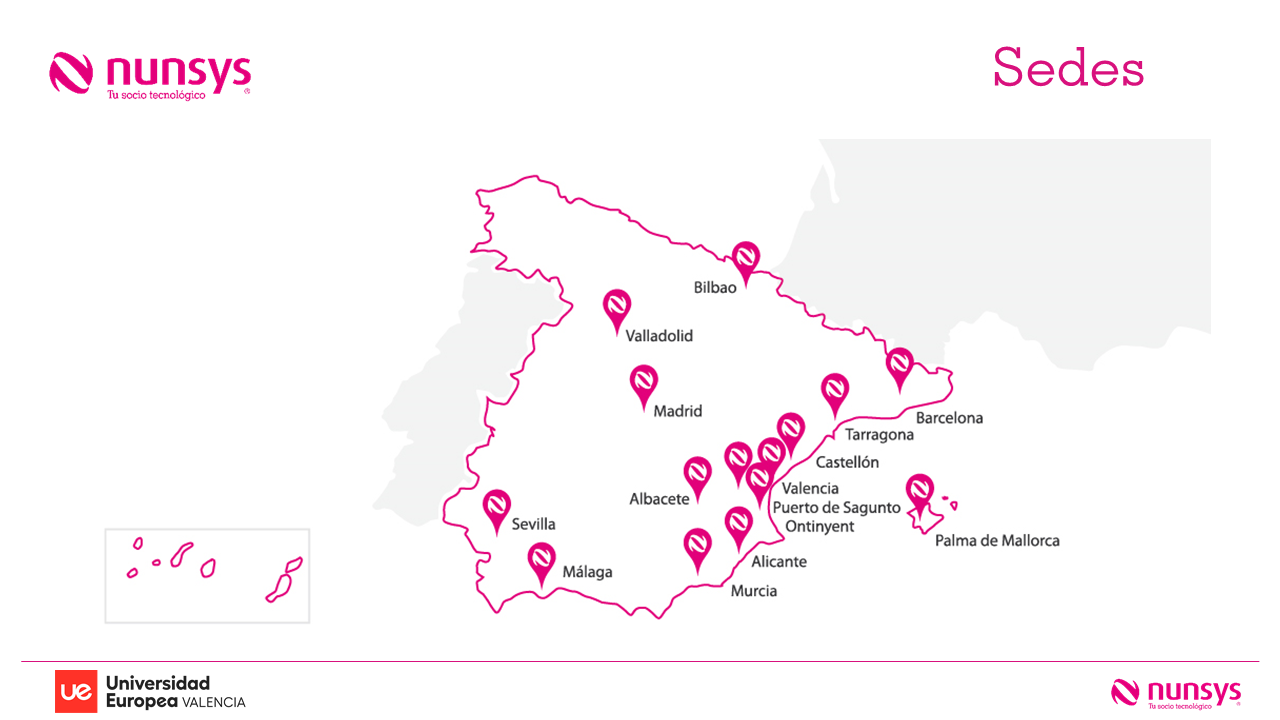 nunsys
Tu socio tecnológico
®
Sedes
Bilbao
Valladolid
Madrid
Barcelona
Tarragona
Castellón
Valencia
Albacete
Puerto de Sagunto
Ontinyent
Sevilla
Palma de Mallorca
Alicante
Málaga
Murcia
ue Universidad
Europea VALENCIA
nunsys
Tu socio tecnológico
®